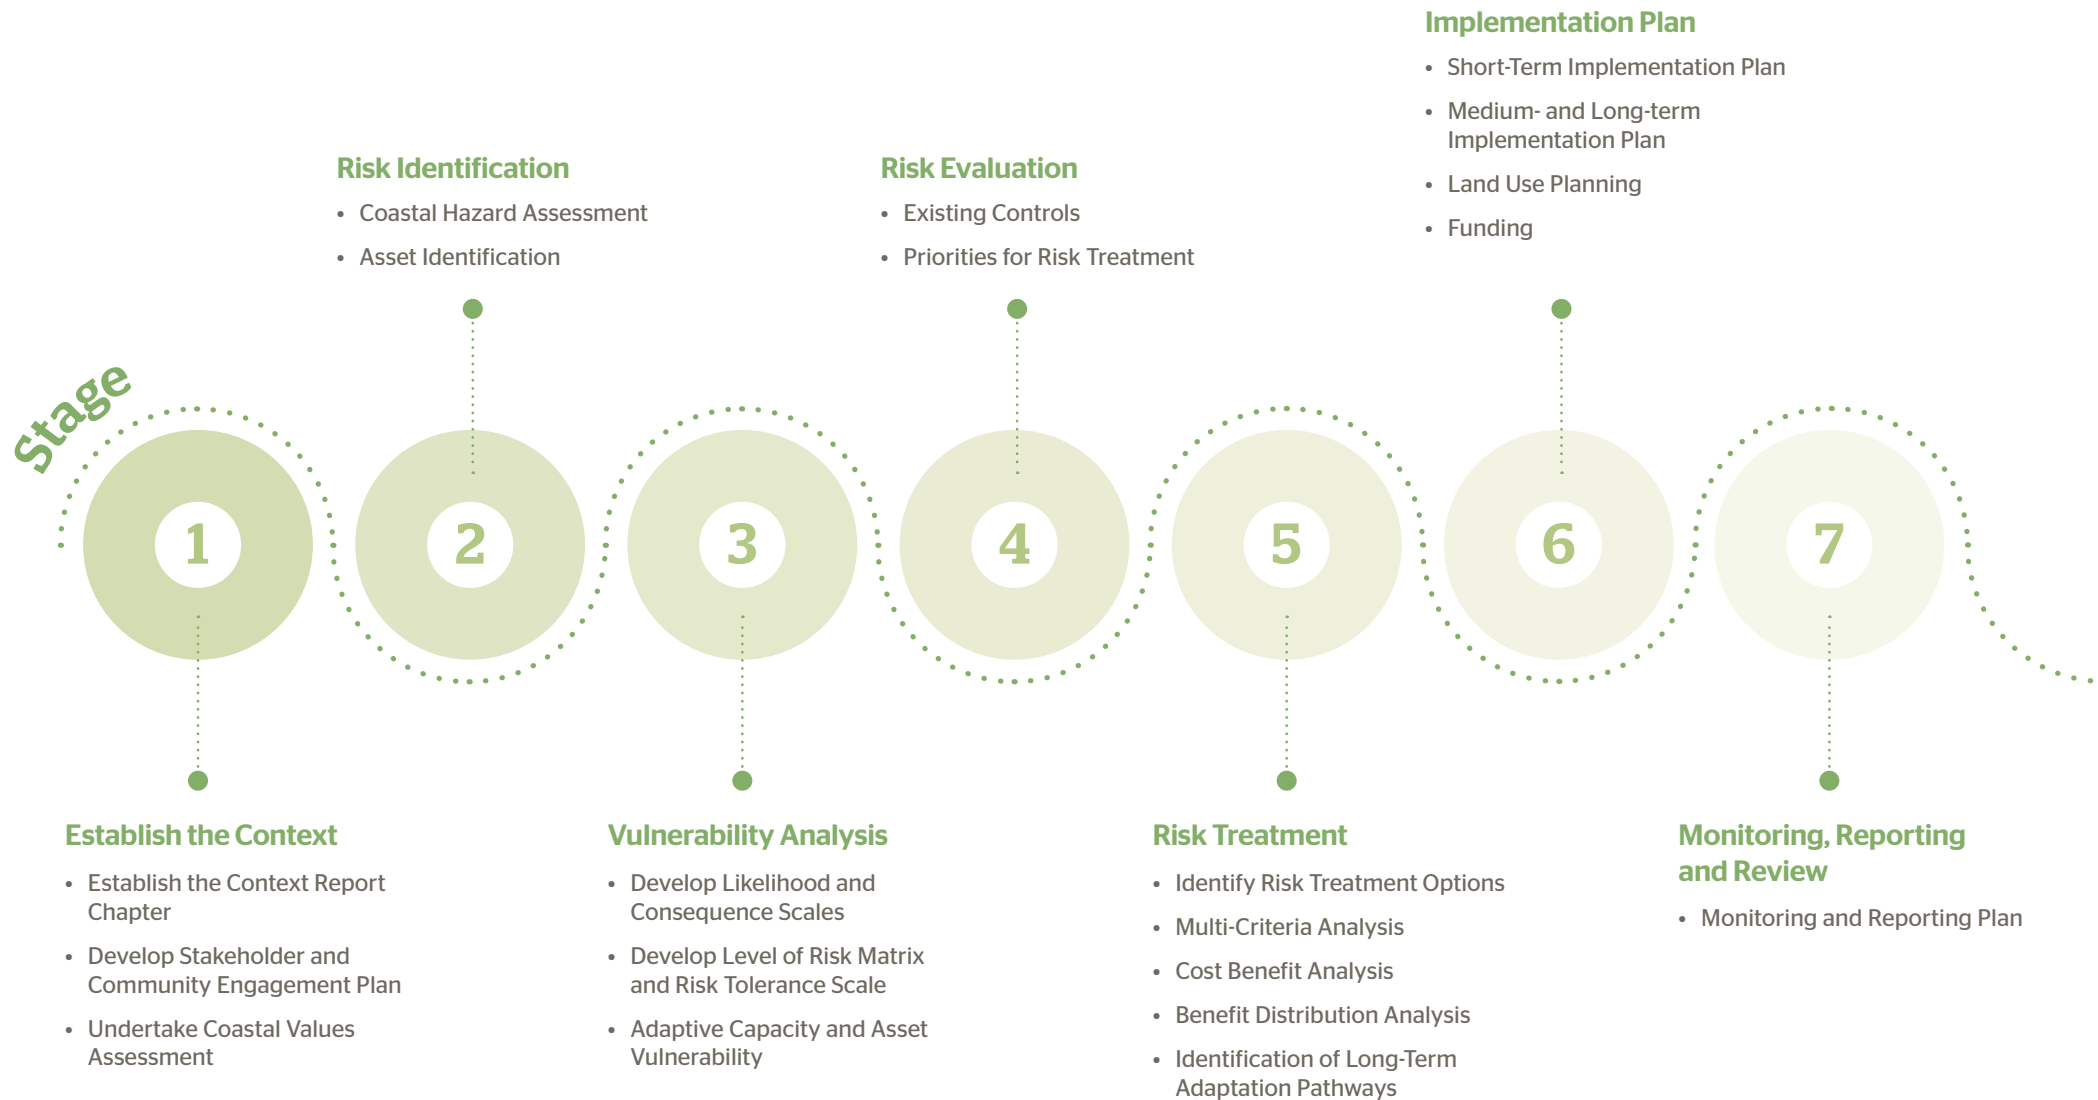 Stage
1
Establish the Context
• Establish the Context Report
Chapter
• Develop Stakeholder and
Community Engagement Plan
• Undertake Coastal Values
Assessment
2
Risk Identification
• Coastal Hazard Assessment
• Asset Identification
3
Vulnerability Analysis
• Develop Likelihood and
Consequence Scales
• Develop Level of Risk Matrix
and Risk Tolerance Scale
• Adaptive Capacity and Asset
Vulnerability
4
Risk Evaluation
• Existing Controls
• Priorities for Risk Treatment
5
Risk Treatment
• Identify Risk Treatment Options
• Multi-Criteria Analysis
• Cost Benefit Analysis
• Benefit Distribution Analysis
• Identification of Long-Term
Adaptation Pathways
6
Implementation Plan
• Short-Term Implementation Plan
• Medium- and Long-term
Implementation Plan
• Land Use Planning
• Funding
7
Monitoring, Reporting
and Review
• Monitoring and Reporting Plan